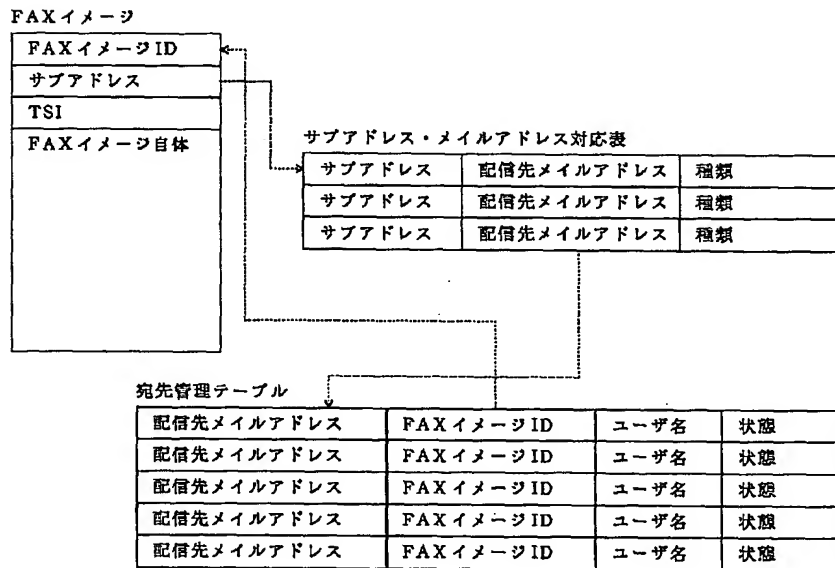 FAXイメージ
FAXイメージID
サブアドレス
TSI
FAXイメージ自体
サブアドレス・メイルアドレス対応表
サブアドレス 配信先メイルアドレス 種類
サブアドレス 配信先メイルアドレス 種類
サブアドレス 配信先メイルアドレス 種類
宛先管理テーブル
配信先メイルアドレス FAXイメージID ユーザ名 状態
配信先メイルアドレス FAXイメージID ユーザ名 状態
配信先メイルアドレス FAXイメージID ユーザ名 状態
配信先メイルアドレス FAXイメージID ユーザ名 状態
配信先メイルアドレス FAXイメージID ユーザ名 状態